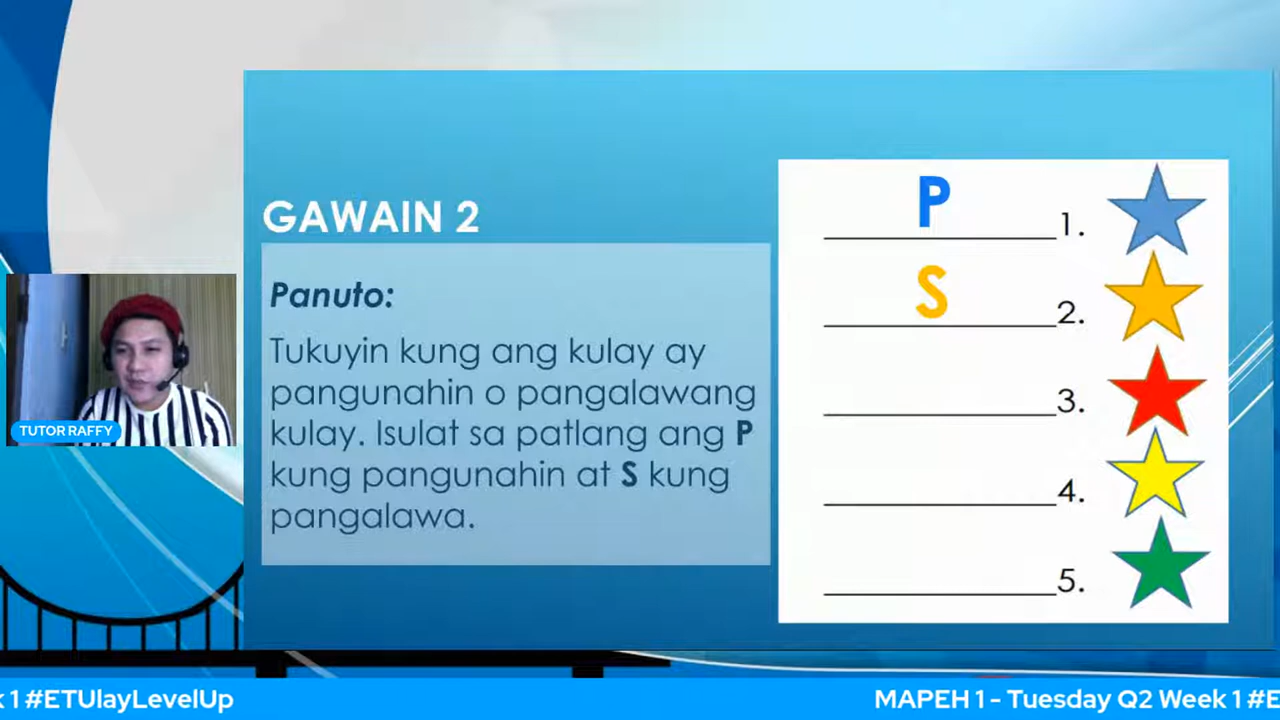 GAWAIN 2
Panuto:
Tukuyin kung ang kulay ay
pangunahin o pangalawang
kulay. Isulat sa patlang ang P
kung pangunahin at S kung
pangalawa.
P
1.
S
2.
3.
4.
5.
TUTOR RAFFY
k 1 #ETUlayLevelUp
MAPEH 1 - Tuesday Q2 Week 1 #E